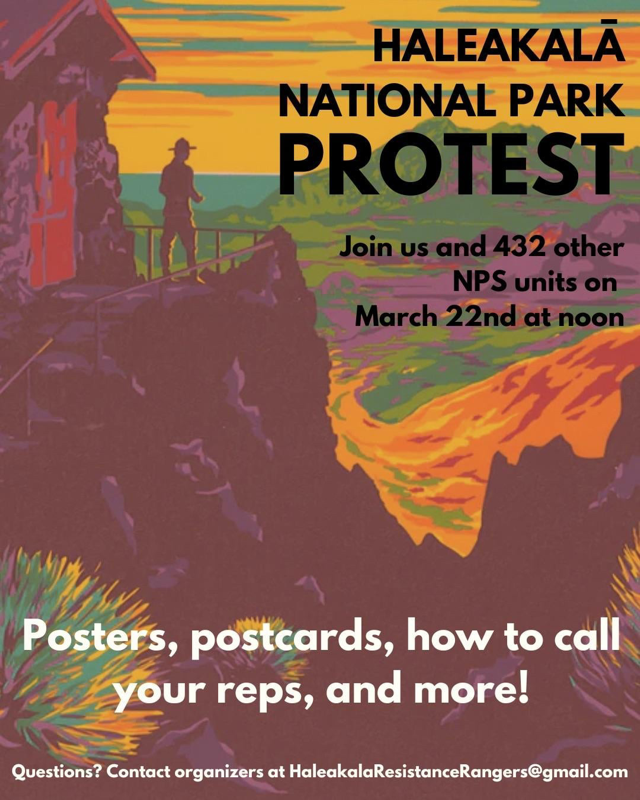 HALEAKALĀ
NATIONAL PARK
PROTEST
Join us and 432 other
NPS units on
March 22nd at noon
Posters, postcards, how to call
your reps, and more!
Questions? Contact organizers at HaleakalaResistanceRangers@gmail.com